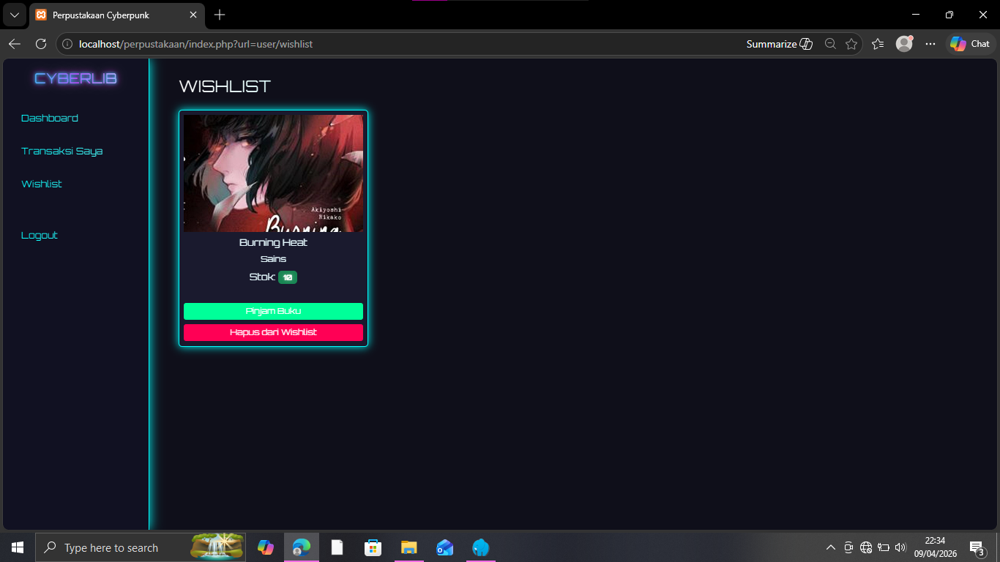 Perpustakaan Cyberpunk
localhost/perpustakaan/index.php?url=user/wishlist
Summarize
Chat
CYBERLIB
WISHLIST
Dashboard
Transaksi Saya
Wishlist
Logout
Akiyoshi
Rikako
Burning
Burning Heat
Sains
Stok: 10
Pinjam Buku
Hapus dari Wishlist
Type here to search
22:34
09/04/2026
3